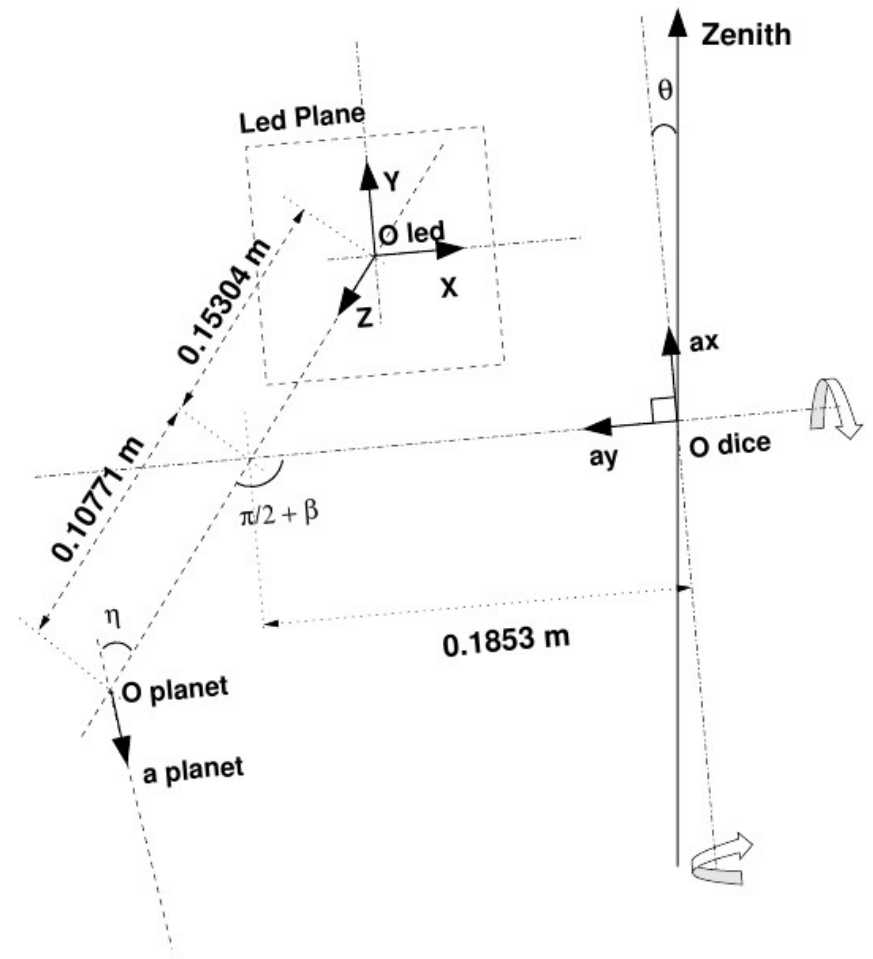 Zenith
θ
Led Plane
Y
O led
X
Z
0.15304 m
ax
ay
O dice
0.10771 m
π/2 + β
0.1853 m
η
O planet
a planet